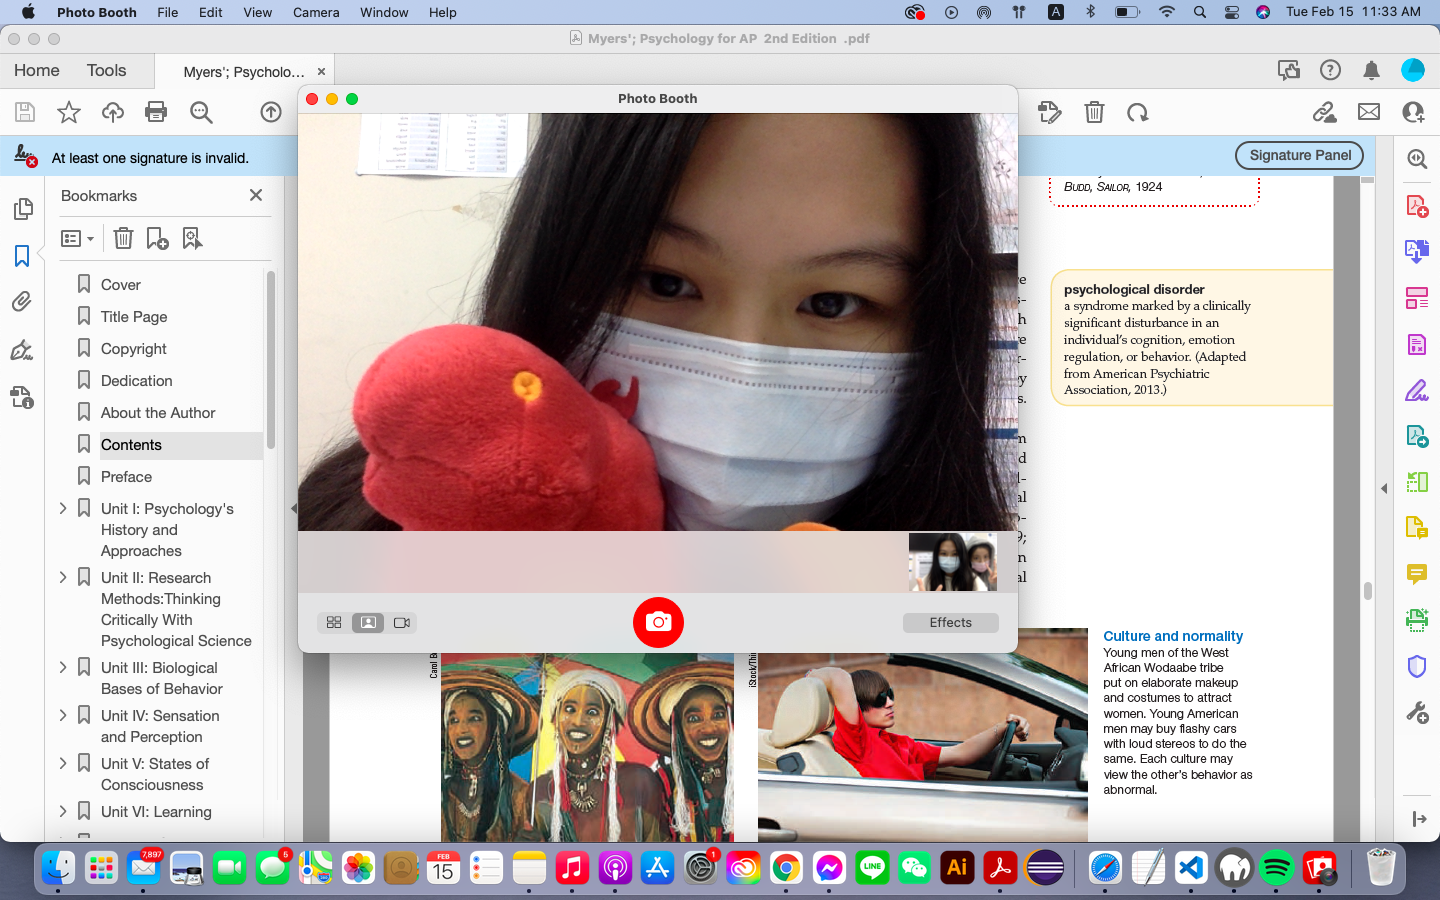 Photo Booth File Edit View Camera Window Help
A
Tue Feb 15 11:33 AM
Myers'; Psychology for AP 2nd Edition .pdf
Home Tools Myers'; Psycholo...
At least one signature is invalid.
Signature Panel
Photo Booth
Bookmarks
Cover
Title Page
Copyright
Dedication
About the Author
Contents
Preface
Unit I: Psychology's
History and
Approaches
Unit II: Research
Methods:Thinking
Critically With
Psychological Science
Unit III: Biological
Bases of Behavior
Unit IV: Sensation
and Perception
Unit V: States of
Consciousness
Unit VI: Learning
Effects
BUDD, SAILOR, 1924
psychological disorder
a syndrome marked by a clinically
significant disturbance in an
individual's cognition, emotion
regulation, or behavior. (Adapted
from American Psychiatric
Association, 2013.)
Carol B
iStock/Thi
Culture and normality
Young men of the West
African Wodaabe tribe
put on elaborate makeup
and costumes to attract
women. Young American
men may buy flashy cars
with loud stereos to do the
same. Each culture may
view the other's behavior as
abnormal.
7,897
5
FEB
15
1
LINE
Ai